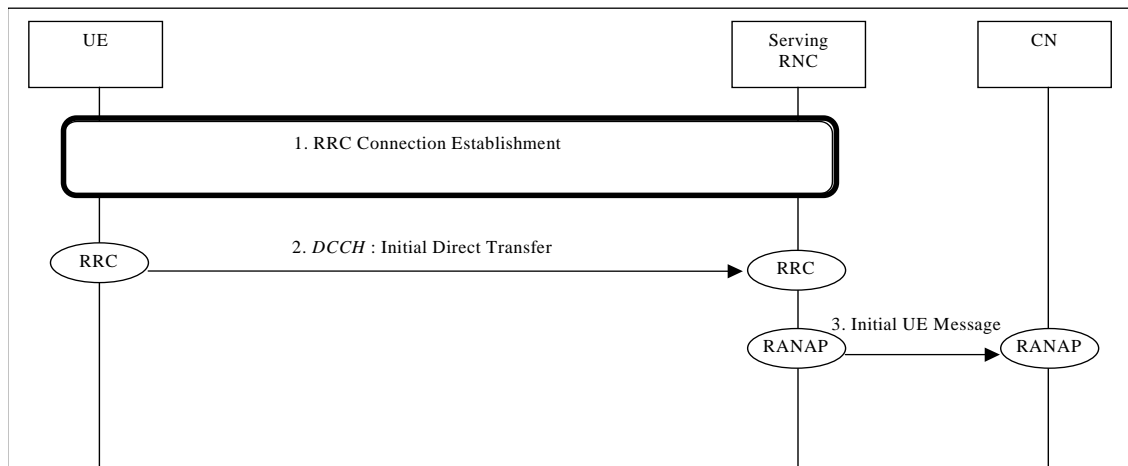 UE
Serving
RNC
CN
1. RRC Connection Establishment
2. DCCH : Initial Direct Transfer
RRC
RRC
3. Initial UE Message
RANAP
RANAP